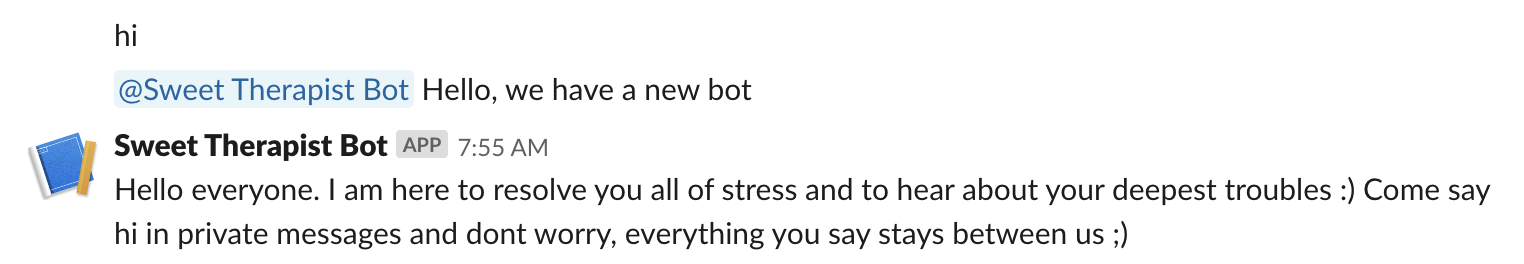 hi
@Sweet Therapist Bot Hello, we have a new bot
Sweet Therapist Bot APP 7:55 AM
Hello everyone. I am here to resolve you all of stress and to hear about your deepest troubles :) Come say
hi in private messages and dont worry, everything you say stays between us ;)